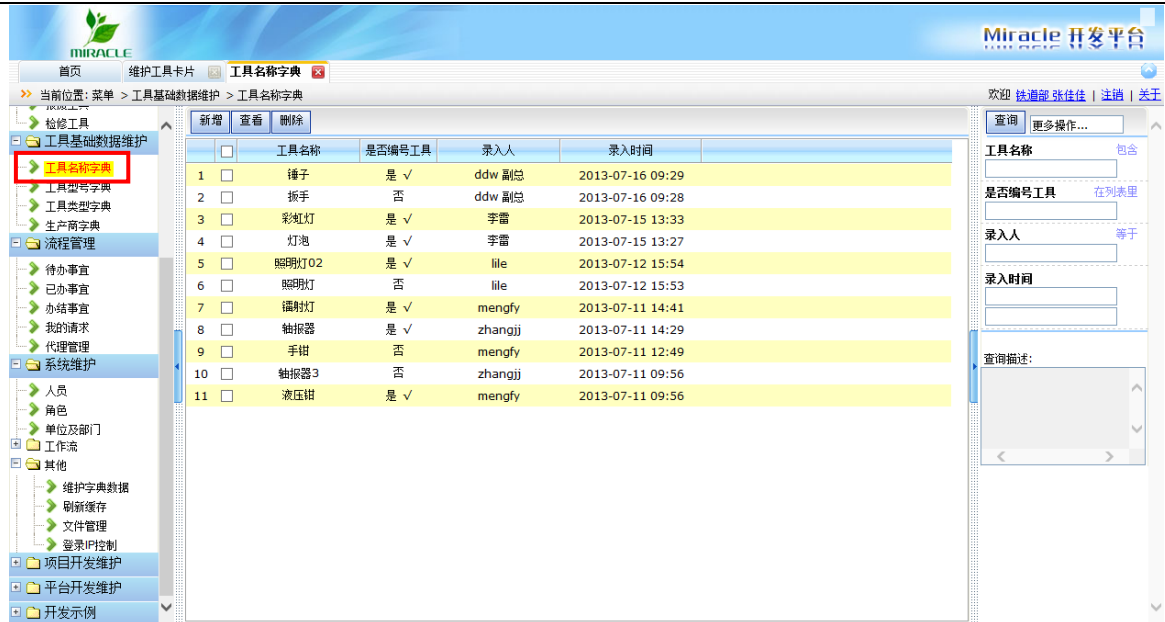 MIRACLE
Miracle 开发平台
首页 维护工具卡片 工具名称字典
当前位置: 菜单 > 工具基础数据维护 > 工具名称字典
欢迎 铁道部 张佳佳 | 注销 | 关于
检修工具
工具基础数据维护
工具名称字典
工具型号字典
工具类型字典
生产商字典
流程管理
待办事宜
已办事宜
办结事宜
我的请求
代理管理
系统维护
人员
角色
单位及部门
工作流
其他
维护字典数据
刷新缓存
文件管理
登录IP控制
项目开发维护
平台开发维护
开发示例
新增 查看 删除
工具名称 是否编号工具 录入人 录入时间
1 锤子 是 √ ddw 副总 2013-07-16 09:29
2 扳手 否 ddw 副总 2013-07-16 09:28
3 彩虹灯 是 √ 李雷 2013-07-15 13:33
4 灯泡 是 √ 李雷 2013-07-15 13:27
5 照明灯02 是 √ lile 2013-07-12 15:54
6 照明灯 否 lile 2013-07-12 15:53
7 镭射灯 是 √ mengfy 2013-07-11 14:41
8 轴报器 是 √ zhangjj 2013-07-11 14:29
9 手钳 否 mengfy 2013-07-11 12:49
10 轴报器3 否 zhangjj 2013-07-11 09:56
11 液压钳 是 √ mengfy 2013-07-11 09:56
查询 更多操作...
工具名称 包含
是否编号工具 在列表里
录入人 等于
录入时间
查询描述: